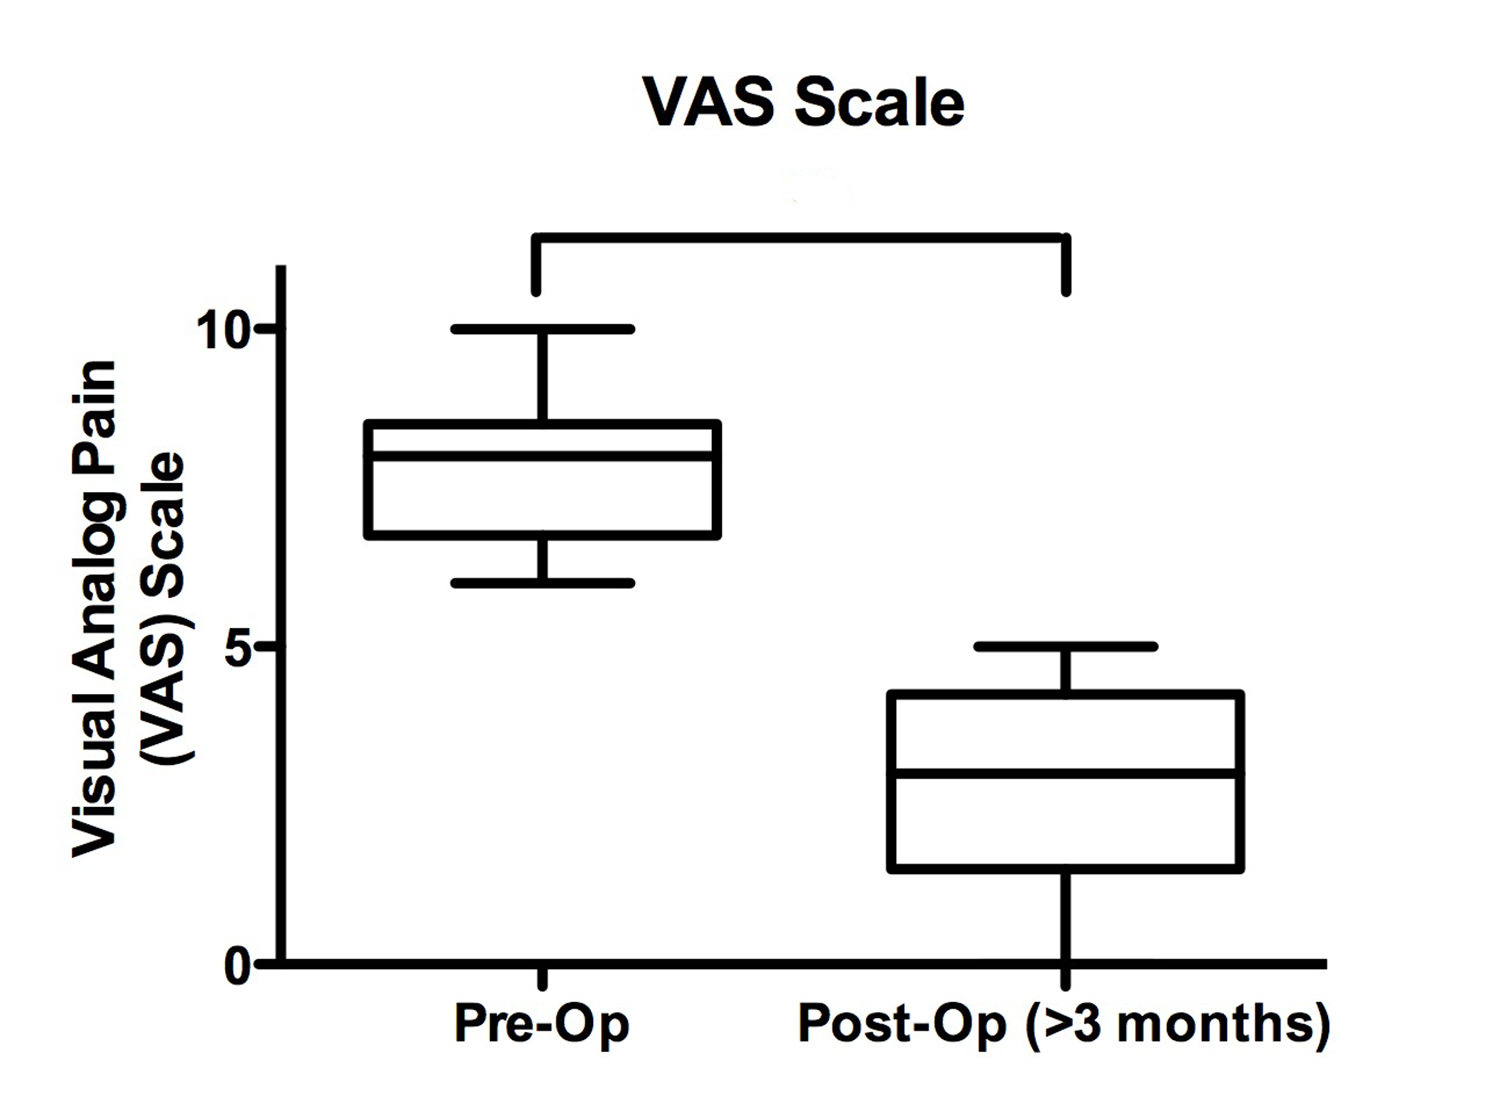 VAS Scale
Visual Analog Pain
(VAS) Scale
10
5
0
Pre-Op
Post-Op (>3 months)